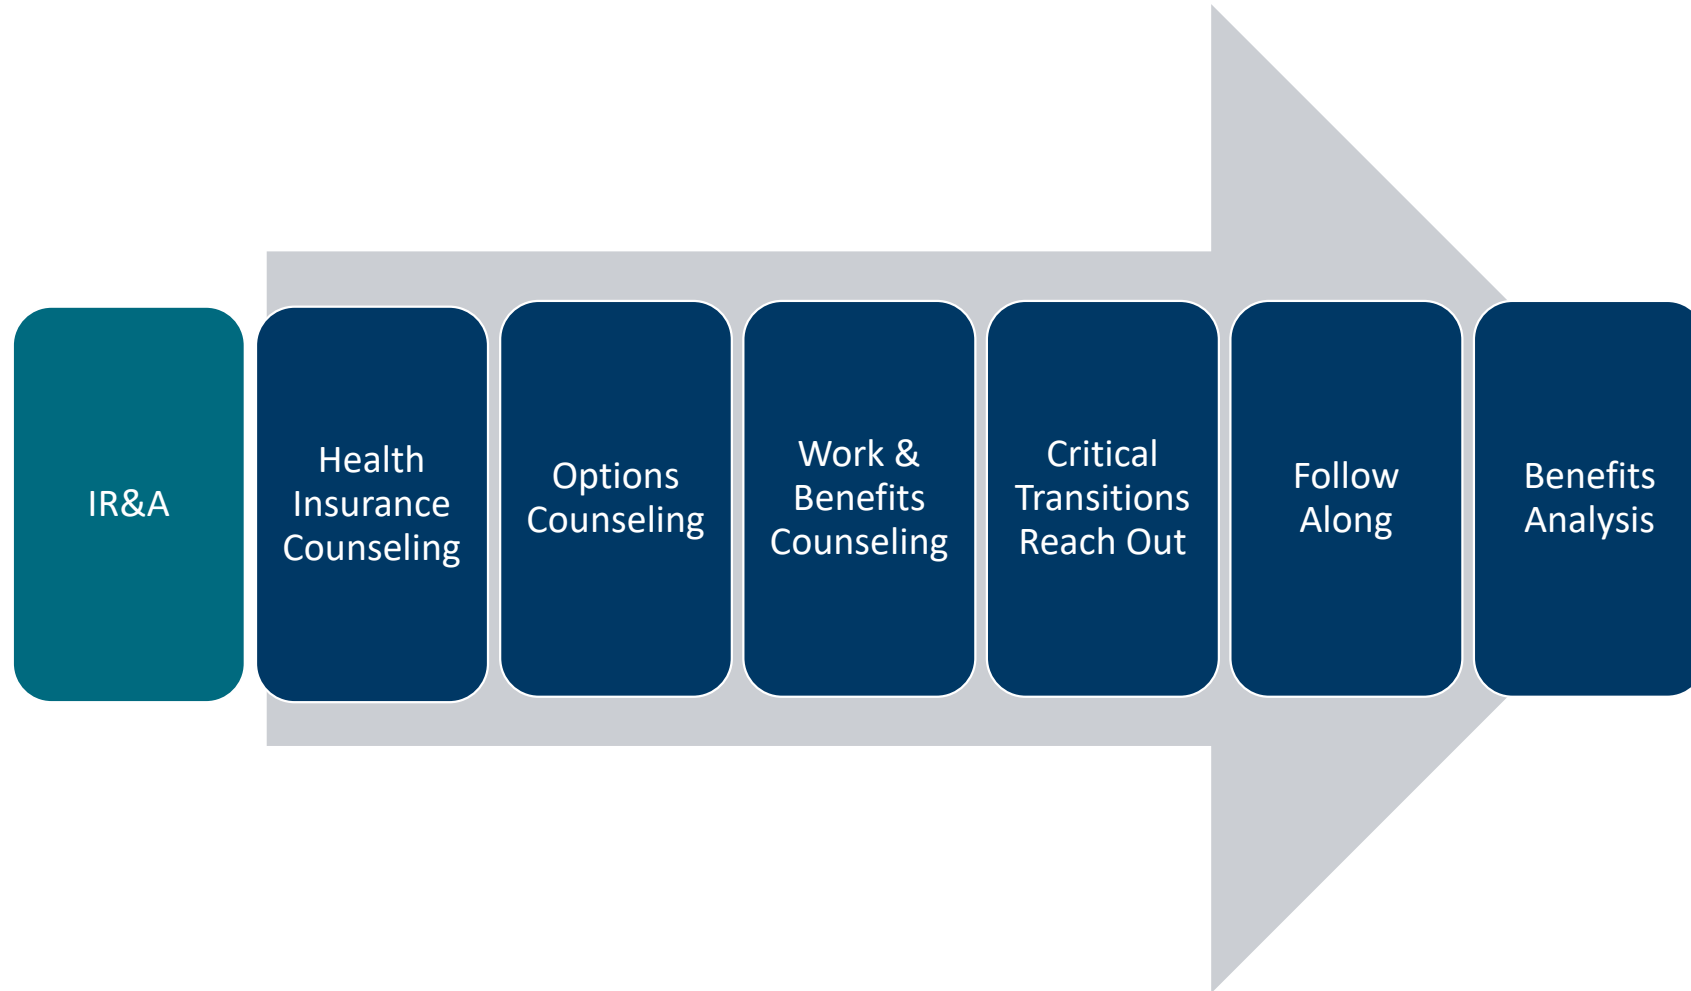 IR&A
Health
Insurance
Counseling
Options
Counseling
Work &
Benefits
Counseling
Critical
Transitions
Reach Out
Follow
Along
Benefits
Analysis